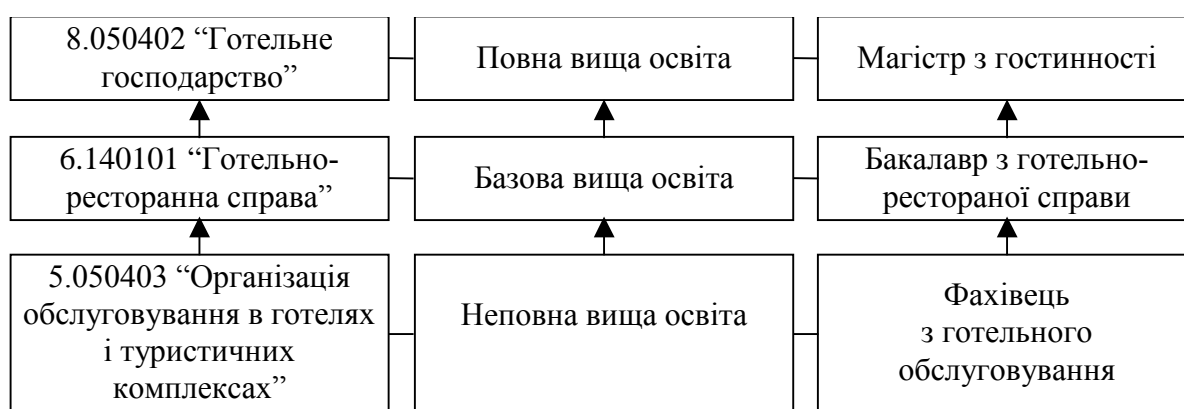 8.050402 “Готельне
господарство”
Повна вища освіта
Магістр з гостинності
6.140101 “Готельно-
ресторанна справа”
Базова вища освіта
Бакалавр з готельно-
рестораної справи
5.050403 “Організація
обслуговування в готелях
і туристичних
комплексах”
Неповна вища освіта
Фахівець
з готельного
обслуговування